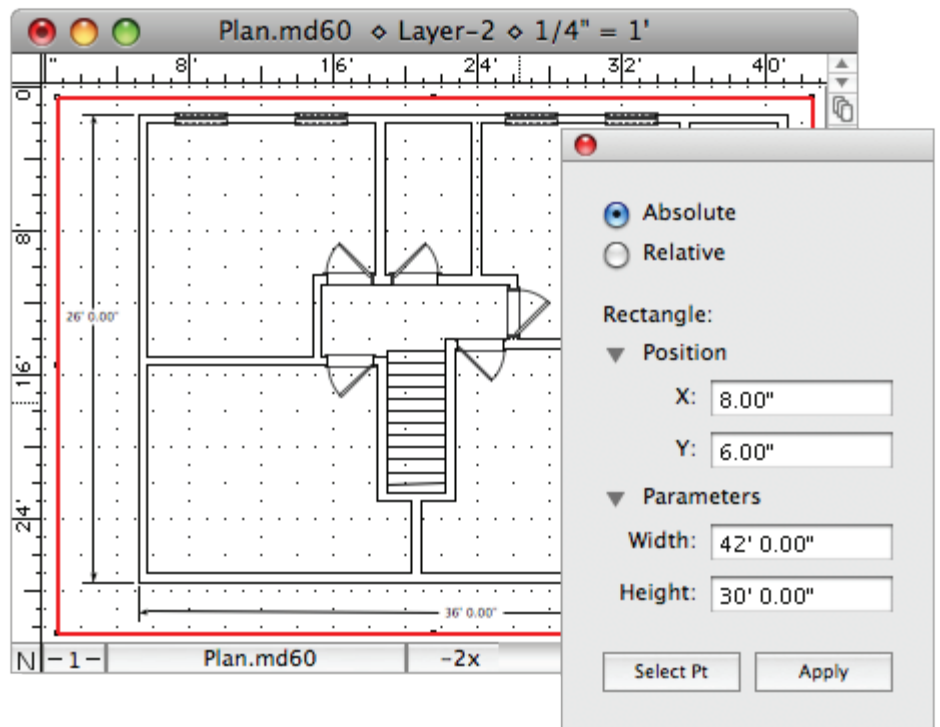 Plan.md60 ⋄ Layer-2 ⋄ 1/4" = 1'
" 8' 16' 24' 32' 40'
0
8'
16'
24'
26' 0.00"
36' 0.00"
N -1- Plan.md60 -2x
Absolute
Relative
Rectangle:
Position
X: 8.00"
Y: 6.00"
Parameters
Width: 42' 0.00"
Height: 30' 0.00"
Select Pt Apply